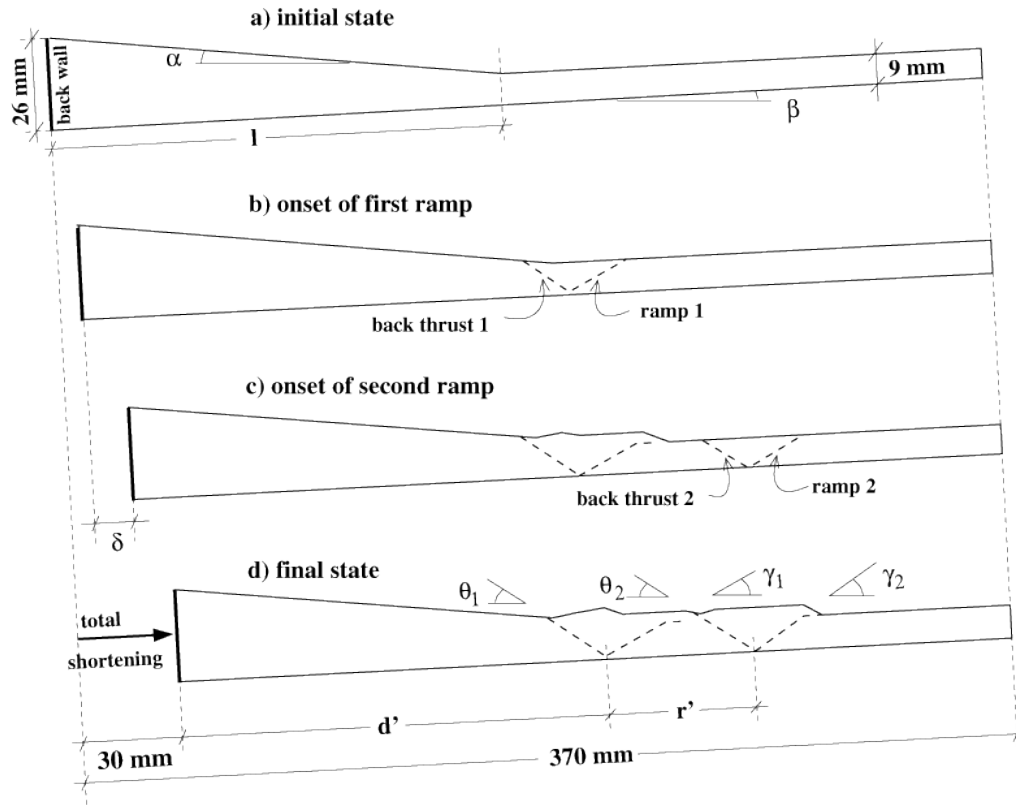 a) initial state
26 mm
back wall
α
9 mm
β
l
b) onset of first ramp
back thrust 1
ramp 1
c) onset of second ramp
back thrust 2
ramp 2
δ
d) final state
θ1
θ2
γ1
γ2
total
shortening
d’
r’
30 mm
370 mm